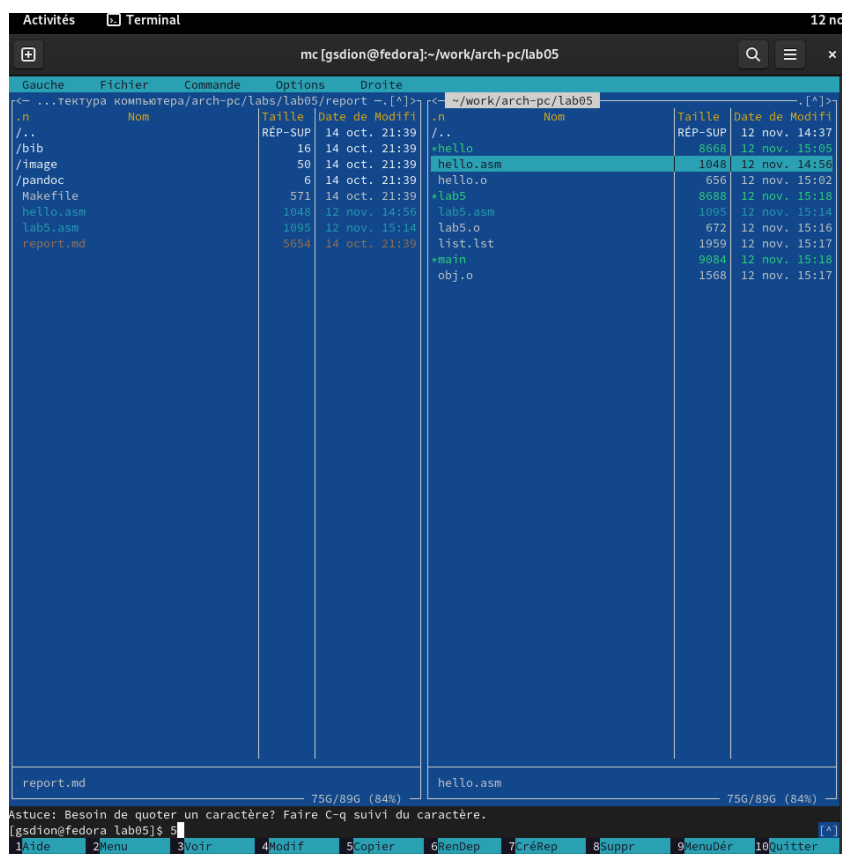 Activités Terminal 12 no
mc [gsdion@fedora]:~/work/arch-pc/lab05
Gauche Fichier Commande Options Droite
<— ...тектура компьютера/arch-pc/labs/lab05/report —.[^]>
.n Nom Taille Date de Modifi
/.. RÉP-SUP 14 oct. 21:39
/bib 16 14 oct. 21:39
/image 50 14 oct. 21:39
/pandoc 6 14 oct. 21:39
Makefile 571 14 oct. 21:39
hello.asm 1048 12 nov. 14:56
lab5.asm 1095 12 nov. 15:14
report.md 5654 14 oct. 21:39
report.md
75G/89G (84%)
<— ~/work/arch-pc/lab05 .[^]>
.n Nom Taille Date de Modifi
/.. RÉP-SUP 12 nov. 14:37
*hello 8668 12 nov. 15:05
hello.asm 1048 12 nov. 14:56
hello.o 656 12 nov. 15:02
*lab5 8688 12 nov. 15:18
lab5.asm 1095 12 nov. 15:14
lab5.o 672 12 nov. 15:16
list.lst 1959 12 nov. 15:17
*main 9084 12 nov. 15:18
obj.o 1568 12 nov. 15:17
hello.asm
75G/89G (84%)
Astuce: Besoin de quoter un caractère? Faire C-q suivi du caractère.
[gsdion@fedora lab05]$ 5 [^]
1Aide 2Menu 3Voir 4Modif 5Copier 6RenDep 7CréRep 8Suppr 9MenuDér 10Quitter